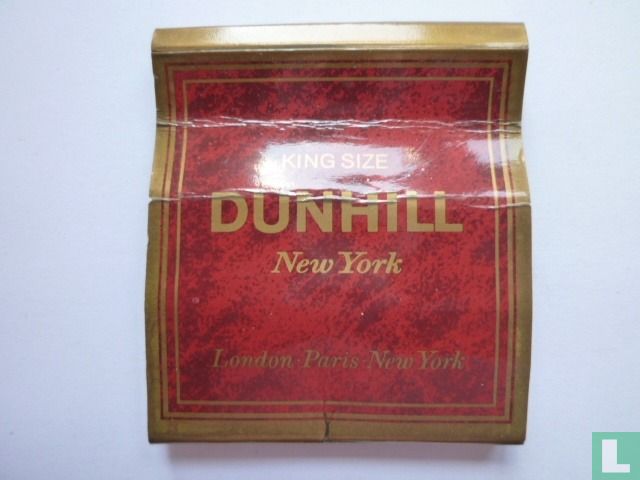 KING SIZE
DUNHILL
New York
London·Paris·New York
L